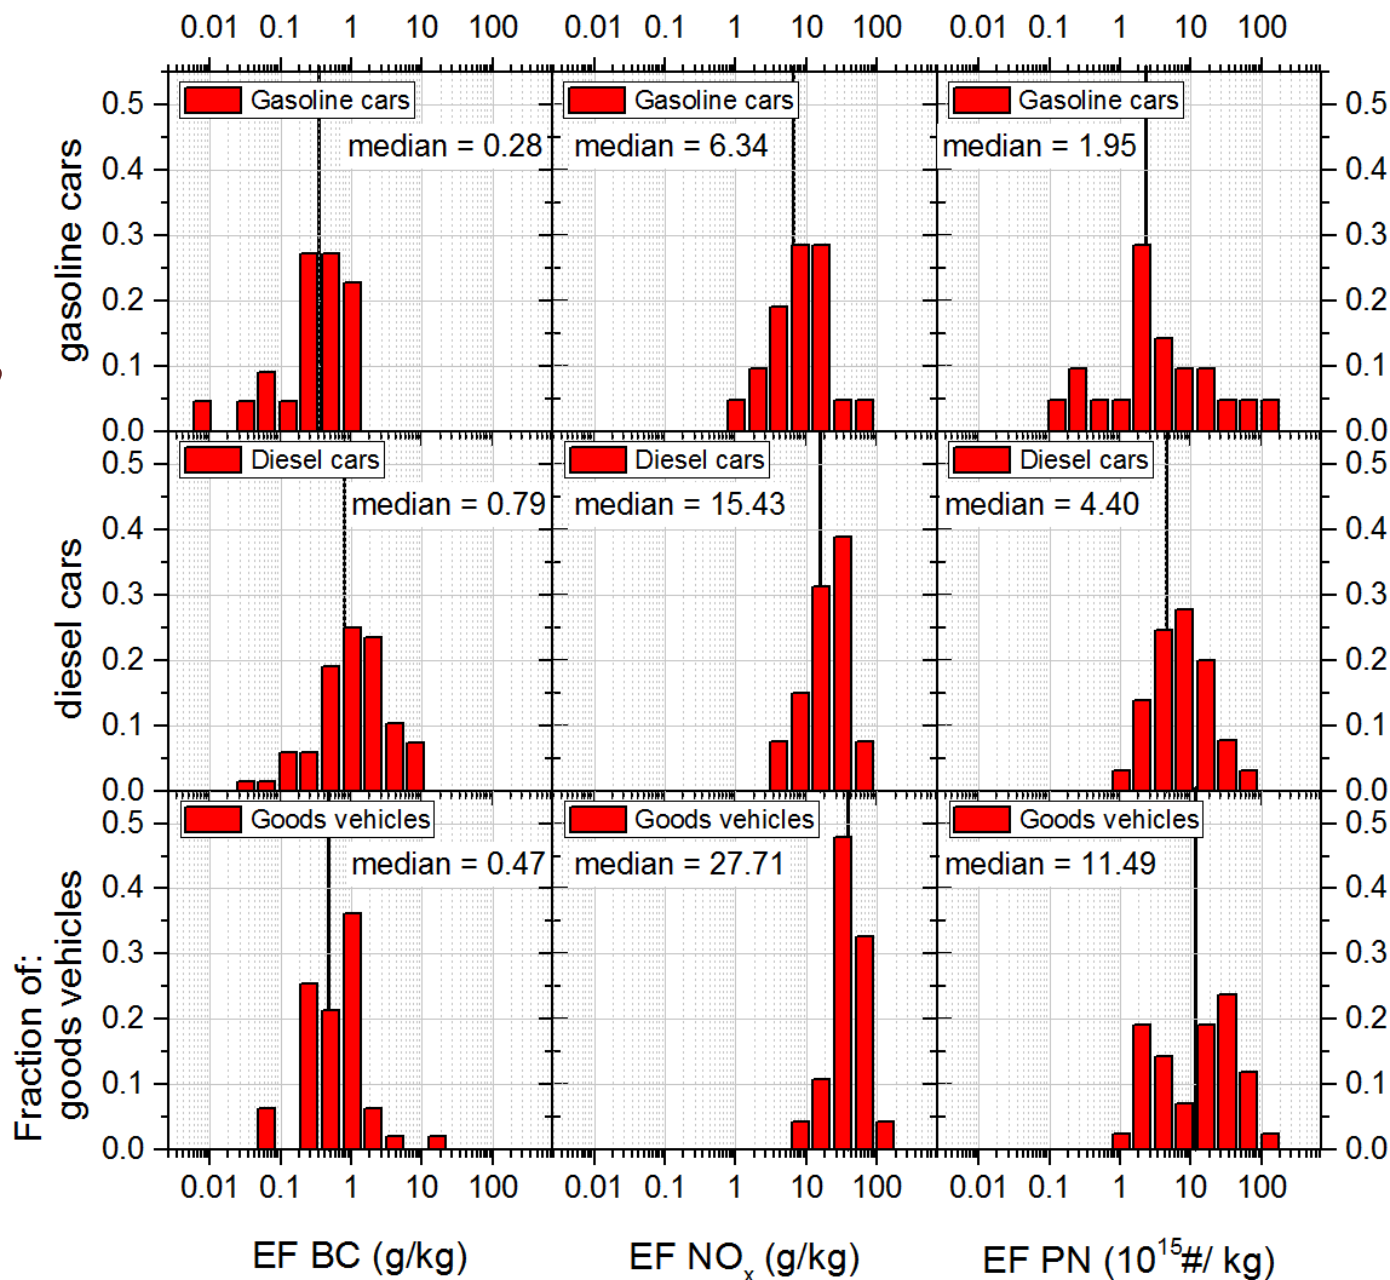 0.01 0.1 1 10 100 0.01 0.1 1 10 100 0.01 0.1 1 10 100
gasoline cars
0.5 0.4 0.3 0.2 0.1 0.0
Gasoline cars
median = 0.28
Gasoline cars
median = 6.34
Gasoline cars
median = 1.95
0.5 0.4 0.3 0.2 0.1 0.0
diesel cars
0.5 0.4 0.3 0.2 0.1 0.0
Diesel cars
median = 0.79
Diesel cars
median = 15.43
Diesel cars
median = 4.40
0.5 0.4 0.3 0.2 0.1 0.0
Fraction of:
goods vehicles
0.5 0.4 0.3 0.2 0.1 0.0
Goods vehicles
median = 0.47
Goods vehicles
median = 27.71
Goods vehicles
median = 11.49
0.5 0.4 0.3 0.2 0.1 0.0
0.01 0.1 1 10 100 0.01 0.1 1 10 100 0.01 0.1 1 10 100
EF BC (g/kg) EF NOₓ (g/kg) EF PN (10¹⁵#/ kg)